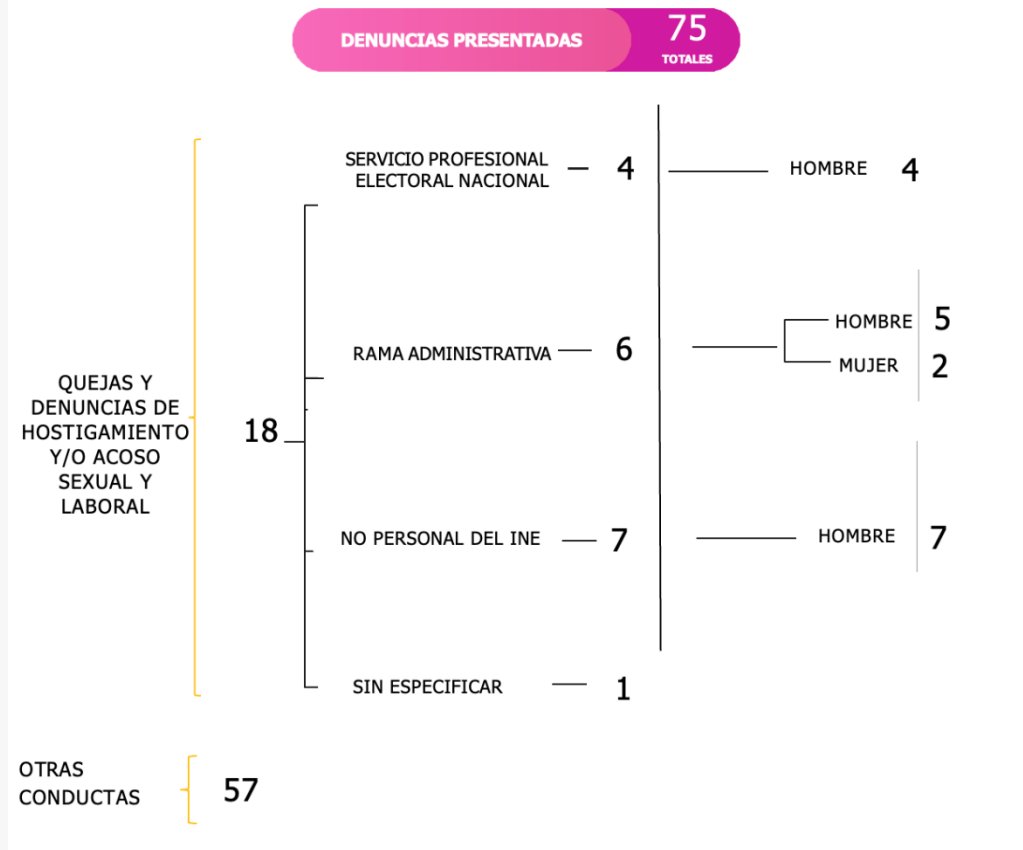 DENUNCIAS PRESENTADAS
75
TOTALES
SERVICIO PROFESIONAL
ELECTORAL NACIONAL
4
HOMBRE 4
RAMA ADMINISTRATIVA
6
HOMBRE 5
MUJER 2
QUEJAS Y
DENUNCIAS DE
HOSTIGAMIENTO
Y/O ACOSO
SEXUAL Y
LABORAL
18
NO PERSONAL DEL INE
7
HOMBRE 7
SIN ESPECIFICAR
1
OTRAS
CONDUCTAS
57